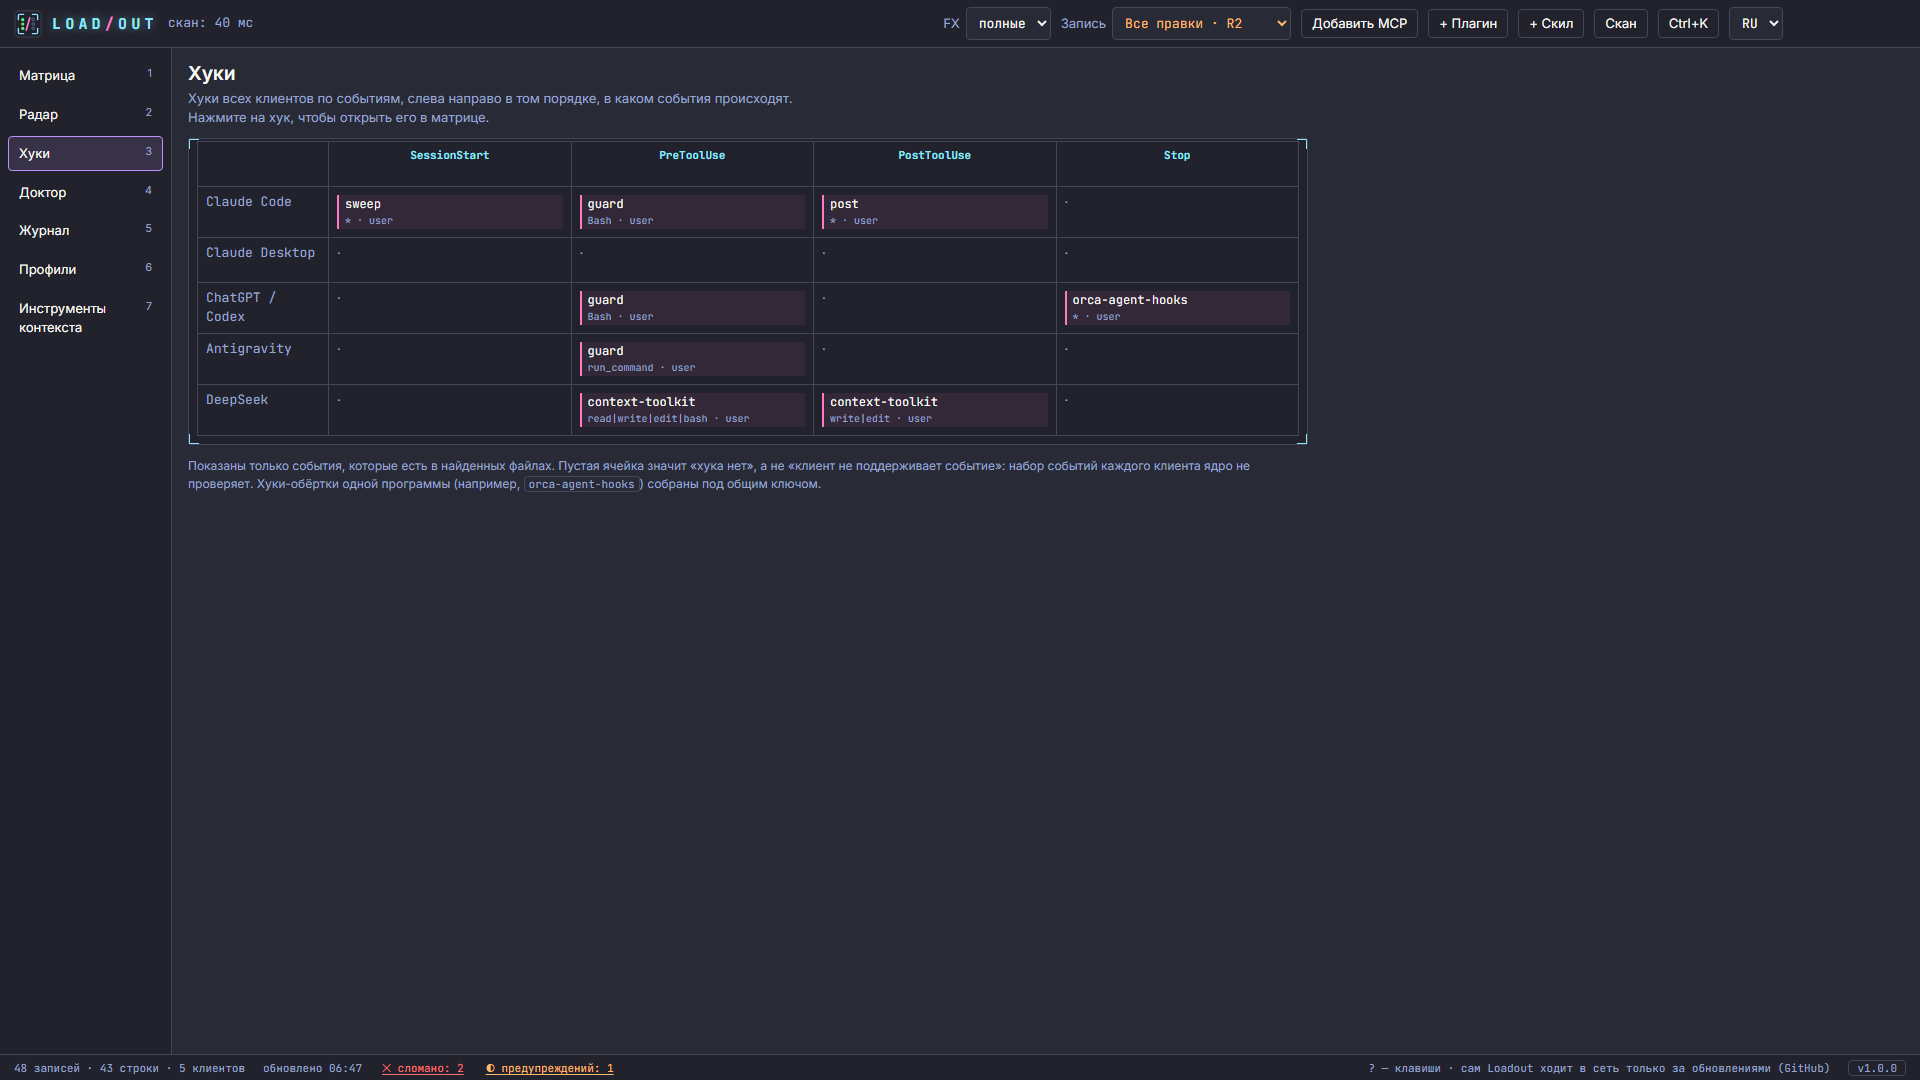 LOAD/OUT скан: 40 мс FX полные Запись Все правки · R2 Добавить MCP + Плагин + Скил Скан Ctrl+K RU
Матрица 1
Радар 2
Хуки 3
Доктор 4
Журнал 5
Профили 6
Инструменты контекста 7
Хуки
Хуки всех клиентов по событиям, слева направо в том порядке, в каком события происходят.
Нажмите на хук, чтобы открыть его в матрице.
SessionStart PreToolUse PostToolUse Stop
Claude Code
sweep
* · user
guard
Bash · user
post
* · user
·
Claude Desktop · · · ·
ChatGPT /
Codex
·
guard
Bash · user
·
orca-agent-hooks
* · user
Antigravity
·
guard
run_command · user
· ·
DeepSeek
·
context-toolkit
read|write|edit|bash · user
context-toolkit
write|edit · user
·
Показаны только события, которые есть в найденных файлах. Пустая ячейка значит «хука нет», а не «клиент не поддерживает событие»: набор событий каждого клиента ядро не
проверяет. Хуки-обёртки одной программы (например, orca-agent-hooks) собраны под общим ключом.
48 записей · 43 строки · 5 клиентов обновлено 06:47 × сломано: 2 ◐ предупреждений: 1 ? — клавиши · сам Loadout ходит в сеть только за обновлениями (GitHub) v1.0.0